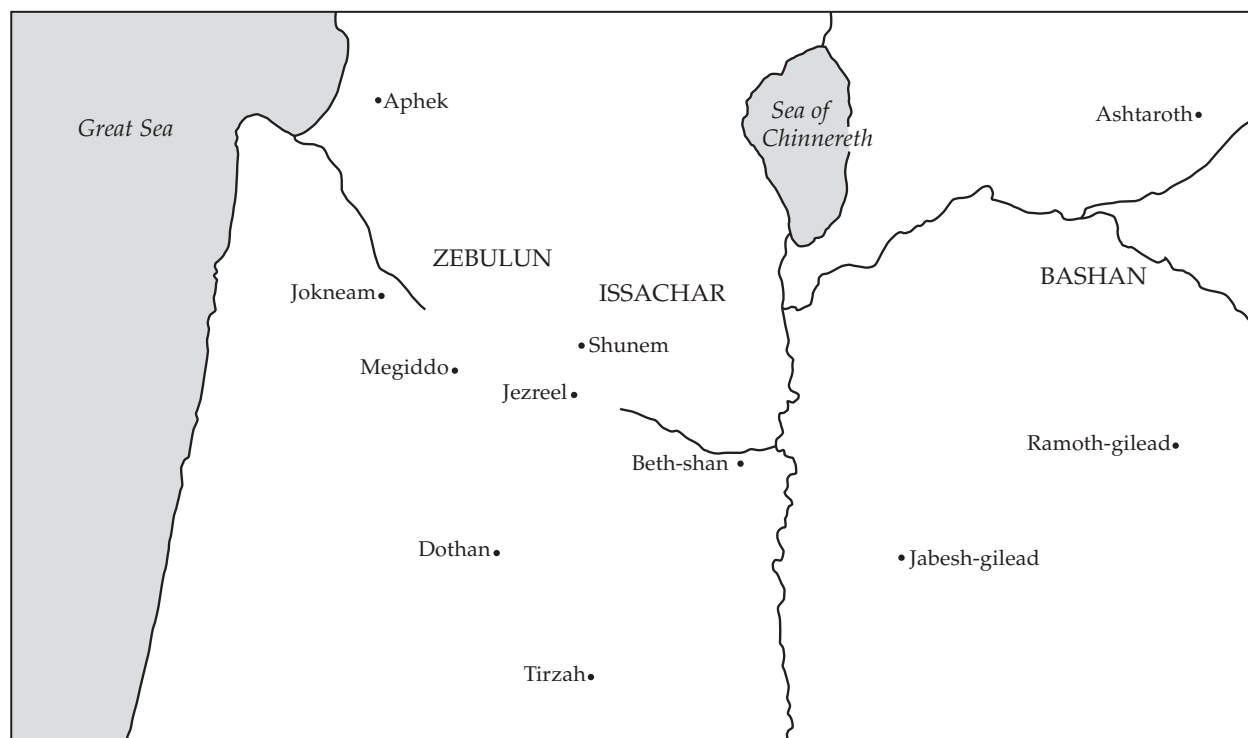 Aphek
Great Sea
Sea of
Chinnereth
Ashtaroth
ZEBULUN
ISSACHAR
BASHAN
Jokneam
Shunem
Megiddo
Jezreel
Ramoth-gilead
Beth-shan
Dothan
Jabesh-gilead
Tirzah